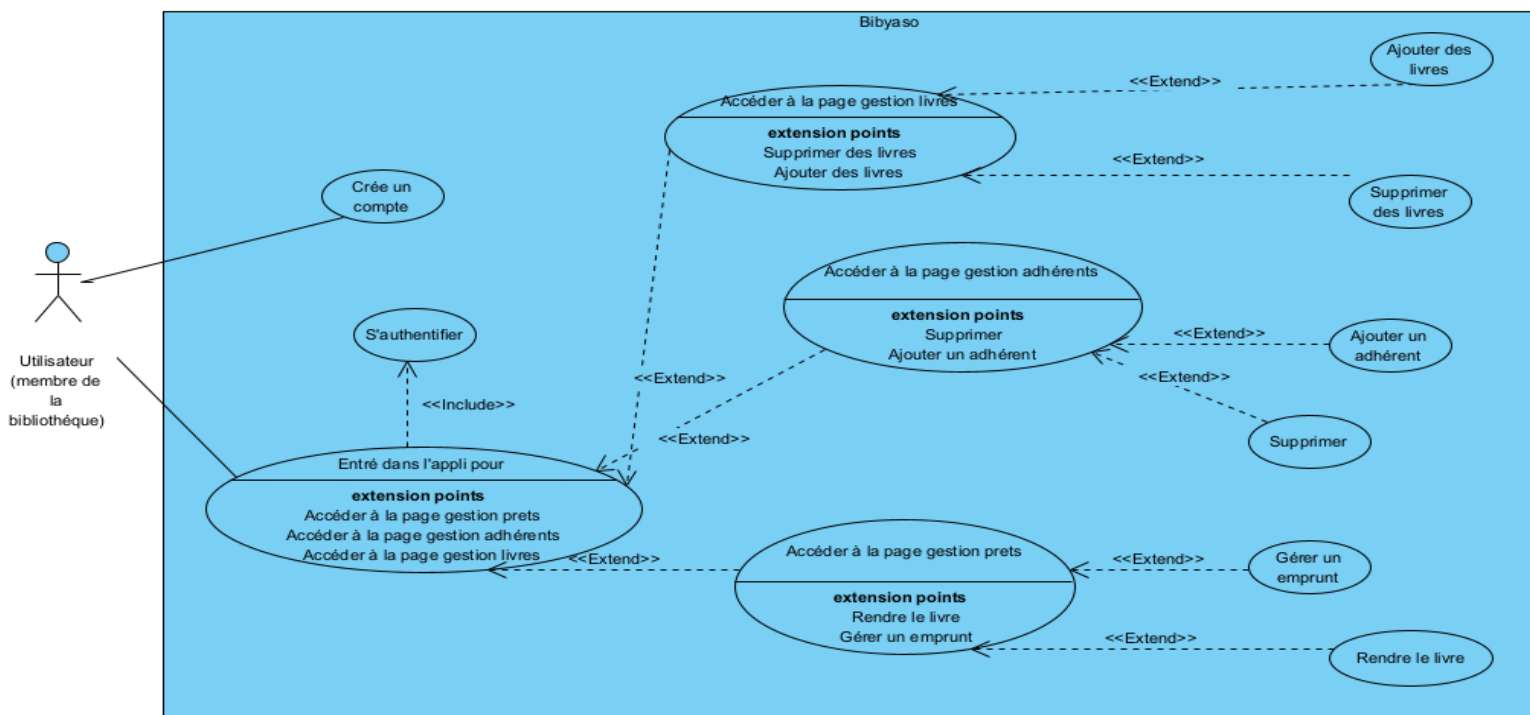 Bibyaso
Ajouter des
livres
<<Extend>>
Accéder à la page gestion livres
extension points
Supprimer des livres
Ajouter des livres
<<Extend>>
Supprimer
des livres
Crée un
compte
Accéder à la page gestion adhérents
extension points
Supprimer
Ajouter un adhérent
<<Extend>>
Ajouter un
adhérent
<<Extend>>
Supprimer
S'authentifier
Utilisateur
(membre de
la
bibliothéque)
<<Include>>
<<Extend>>
<<Extend>>
Entré dans l'appli pour
extension points
Accéder à la page gestion prets
Accéder à la page gestion adhérents
Accéder à la page gestion livres
<<Extend>>
Accéder à la page gestion prets
extension points
Rendre le livre
Gérer un emprunt
<<Extend>>
Gérer un
emprunt
<<Extend>>
Rendre le livre